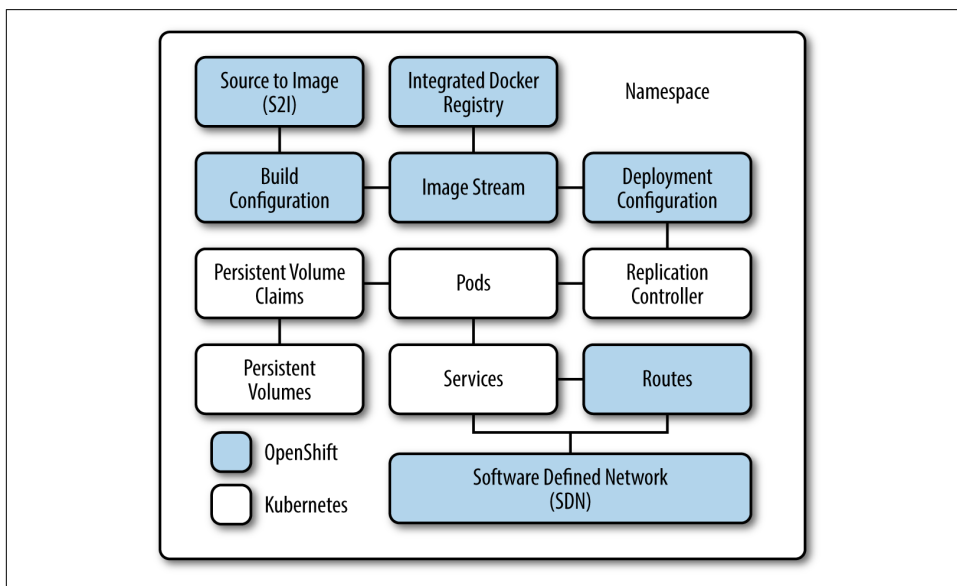 Source to Image
(S2I)
Integrated Docker
Registry
Namespace
Build
Configuration
Image Stream
Deployment
Configuration
Persistent Volume
Claims
Pods
Replication
Controller
Persistent
Volumes
Services
Routes
OpenShift
Kubernetes
Software Defined Network
(SDN)